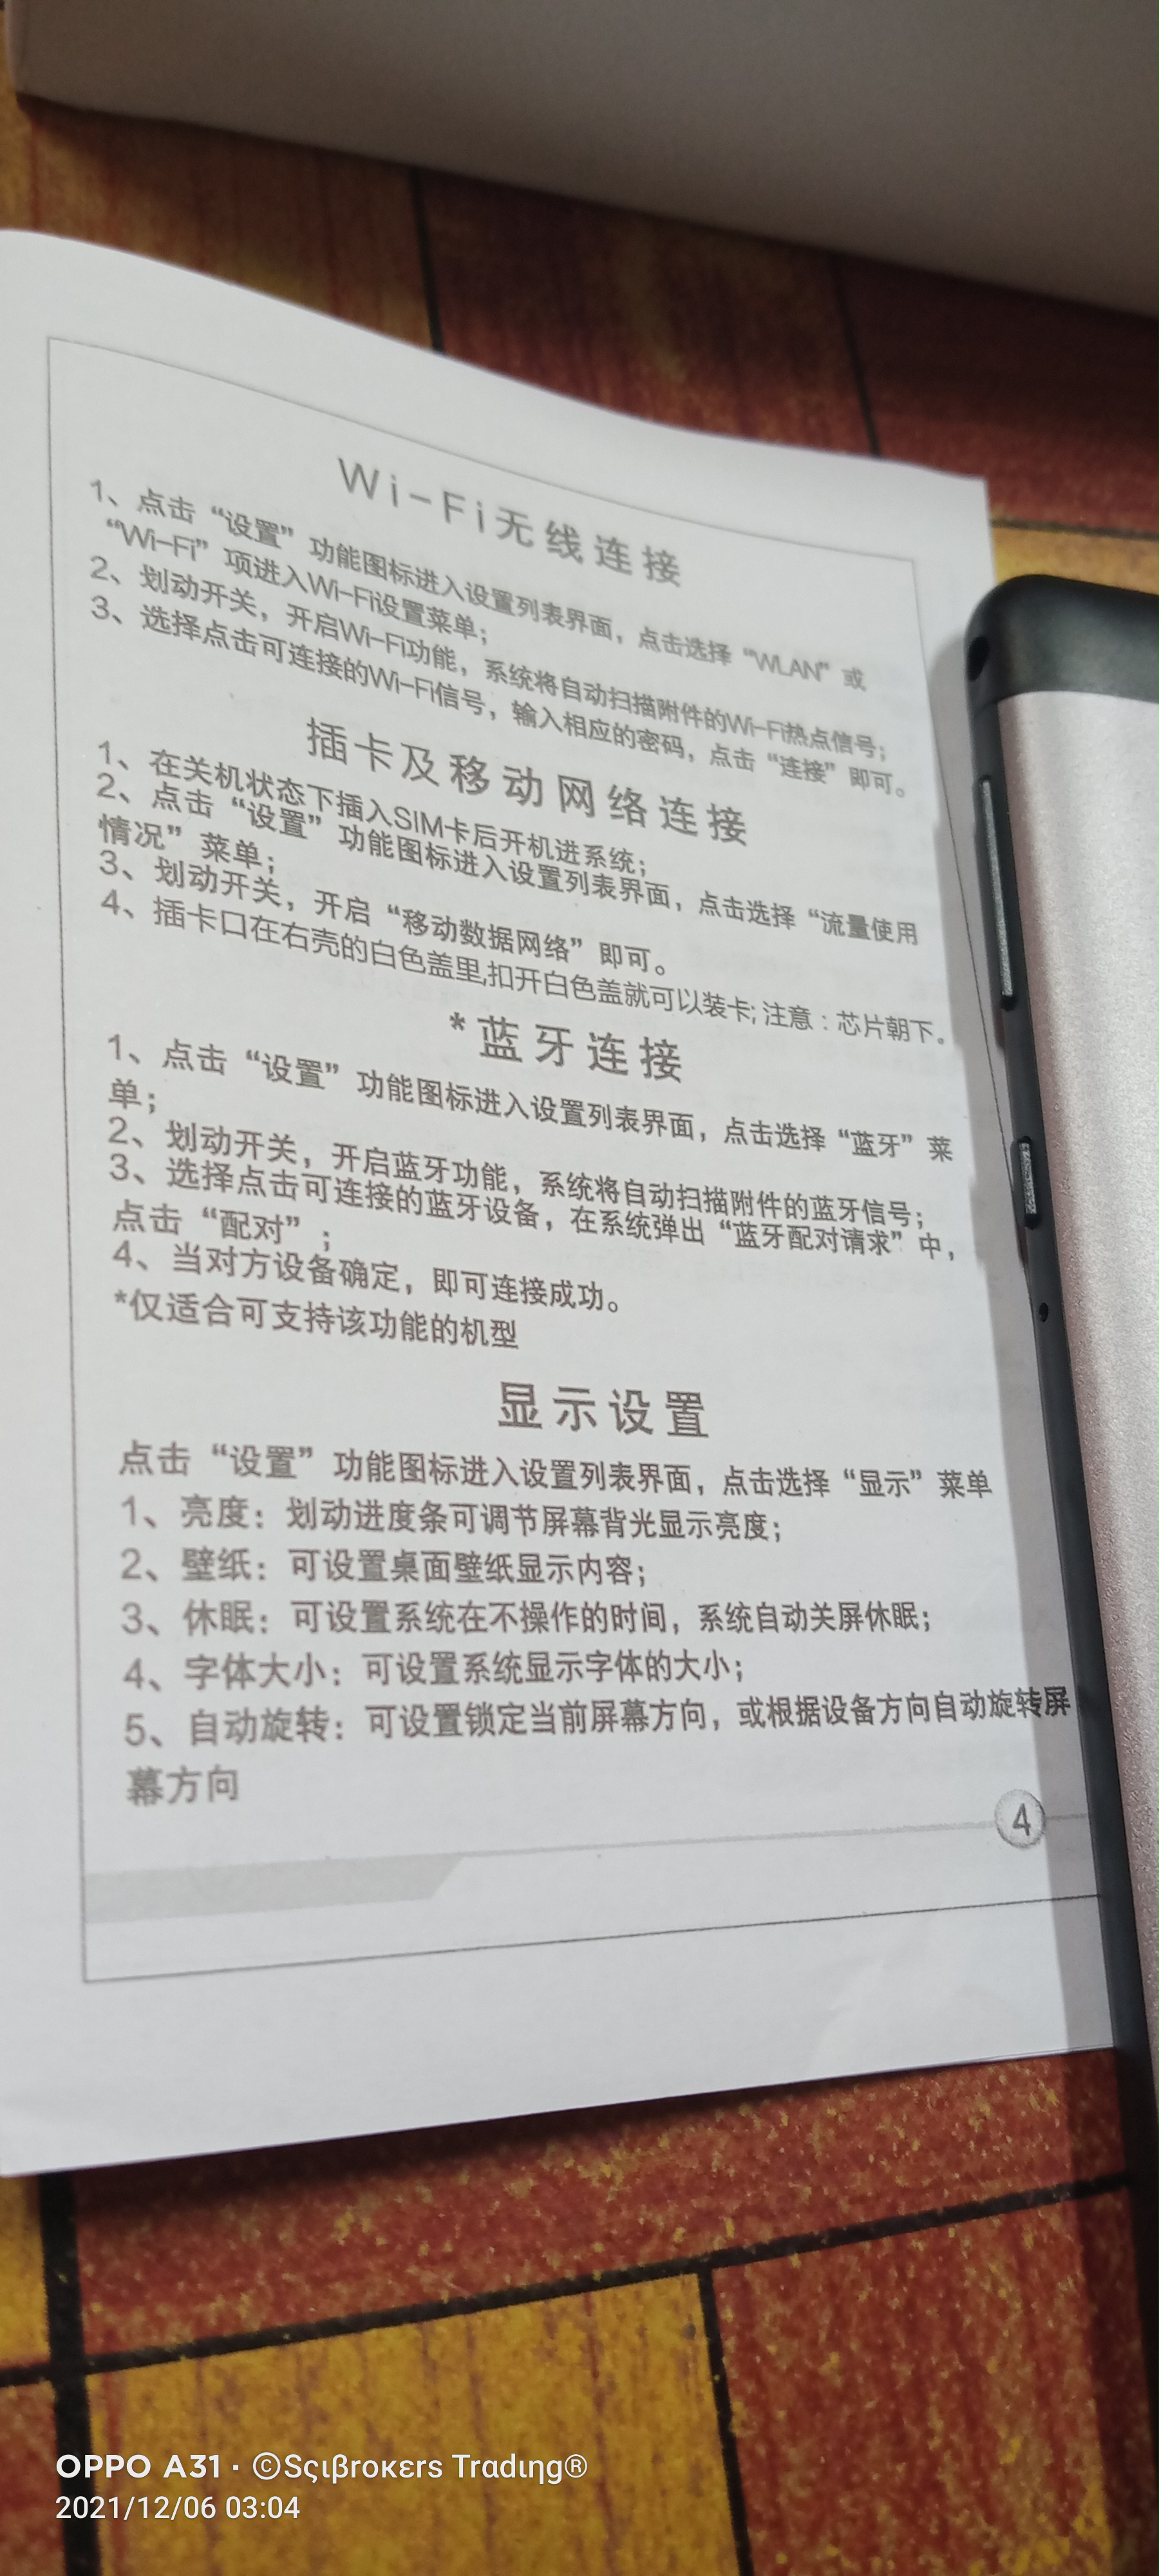 Wi-Fi无线连接
1、点击“设置”功能图标进入设置列表界面，点击选择“WLAN”或
“Wi-Fi”项进入Wi-Fi设置菜单；
2、划动开关，开启Wi-Fi功能，系统将自动扫描附件的Wi-Fi热点信号；
3、选择点击可连接的Wi-Fi信号，输入相应的密码，点击“连接”即可。
插卡及移动网络连接
1、在关机状态下插入SIM卡后开机进系统；
2、点击“设置”功能图标进入设置列表界面，点击选择“流量使用
情况”菜单；
3、划动开关，开启“移动数据网络”即可。
4、插卡口在右壳的白色盖里,扣开白色盖就可以装卡;注意：芯片朝下。
*蓝牙连接
1、点击“设置”功能图标进入设置列表界面，点击选择“蓝牙”菜
单；
2、划动开关，开启蓝牙功能，系统将自动扫描附件的蓝牙信号；
3、选择点击可连接的蓝牙设备，在系统弹出“蓝牙配对请求”中，
点击“配对”；
4、当对方设备确定，即可连接成功。
*仅适合可支持该功能的机型
显示设置
点击“设置”功能图标进入设置列表界面，点击选择“显示”菜单
1、亮度：划动进度条可调节屏幕背光显示亮度；
2、壁纸：可设置桌面壁纸显示内容；
3、休眠：可设置系统在不操作的时间，系统自动关屏休眠；
4、字体大小：可设置系统显示字体的大小；
5、自动旋转：可设置锁定当前屏幕方向，或根据设备方向自动旋转屏
幕方向
4
OPPO A31 · ©Sςιβroκεrs Trαdιηg®
2021/12/06 03:04